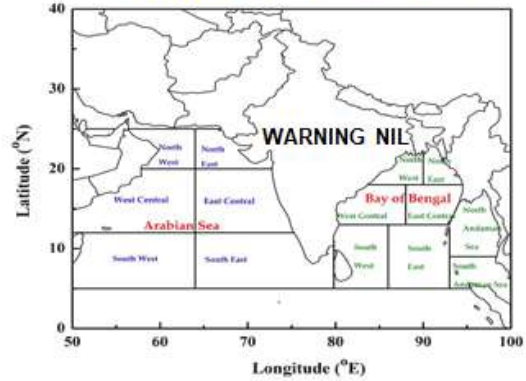 40
30
20
10
0
50
60
70
80
90
100
Latitude (°N)
Longitude (°E)
WARNING NIL
North
West
North
East
West Central
East Central
Arabian Sea
South West
South East
North
West
North
East
Bay of Bengal
West Central
East Central
South
West
South
East
North
Andaman
Sea
South
Andaman Sea